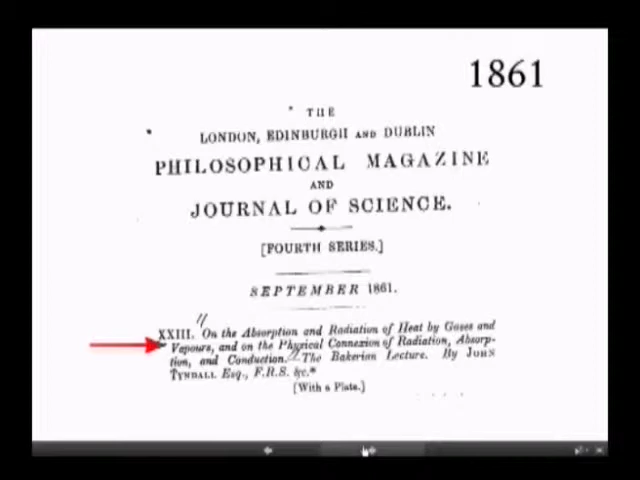 1861
THE
LONDON, EDINBURGH AND DUBLIN
PHILOSOPHICAL MAGAZINE
AND
JOURNAL OF SCIENCE.
[FOURTH SERIES.]
SEPTEMBER 1861.
XXIII. On the Absorption and Radiation of Heat by Gases and
Vapours, and on the Physical Connexion of Radiation, Absorp-
tion, and Conduction.—The Bakerian Lecture. By JOHN
TYNDALL Esq., F.R.S. &c.*
[With a Plate.]